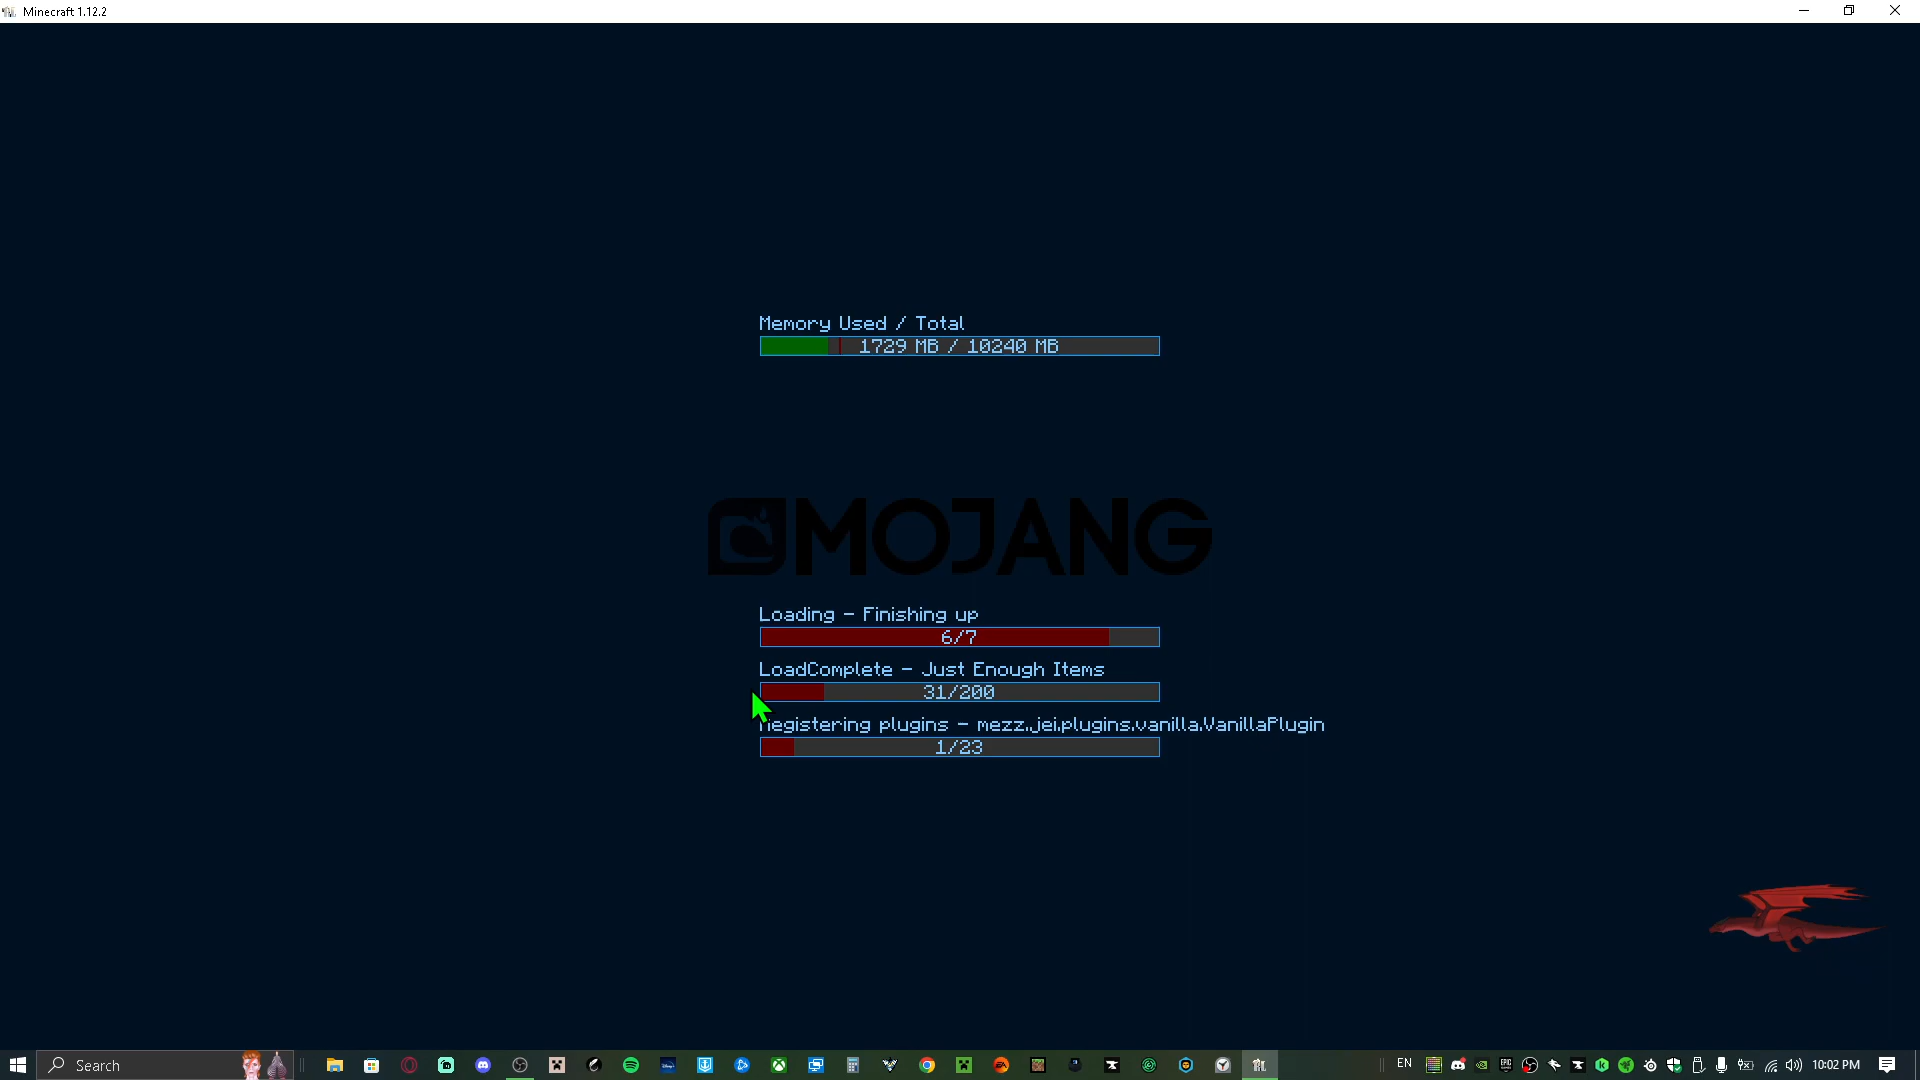 Minecraft 1.12.2
Memory Used / Total
1729 MB / 10240 MB
MOJANG
Loading - Finishing up
6/7
LoadComplete - Just Enough Items
31/200
Registering plugins - mezz.jei.plugins.vanilla.VanillaPlugin
1/23
Search
EN
10:02 PM